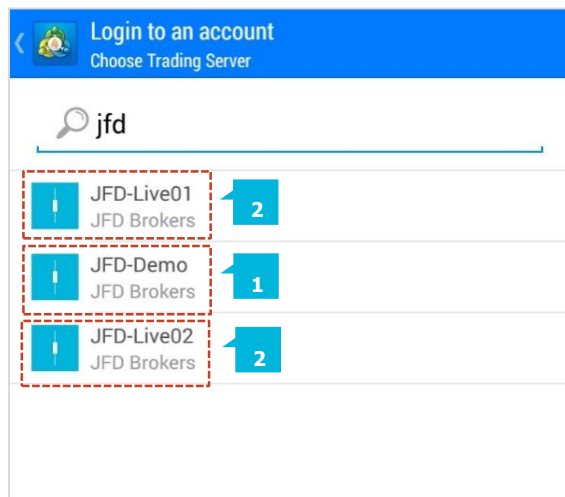 Login to an account
Choose Trading Server
jfd
JFD-Live01
JFD Brokers
2
JFD-Demo
JFD Brokers
1
JFD-Live02
JFD Brokers
2